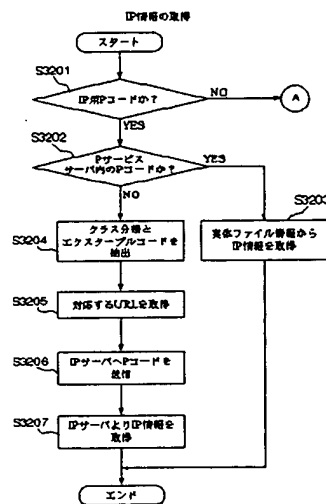 IP情報の取得
スタート
S3201
IP用Pコードか?
NO
A
YES
S3202
Pサービス
サーバ内のPコードか?
YES
NO
S3203
実体ファイル情報から
IP情報を取得
S3204
クラス分類と
エクスターブルコードを
抽出
S3205
対応するURLを取得
S3206
IPサーバへPコードを
送信
S3207
IPサーバよりIP情報を
取得
エンド